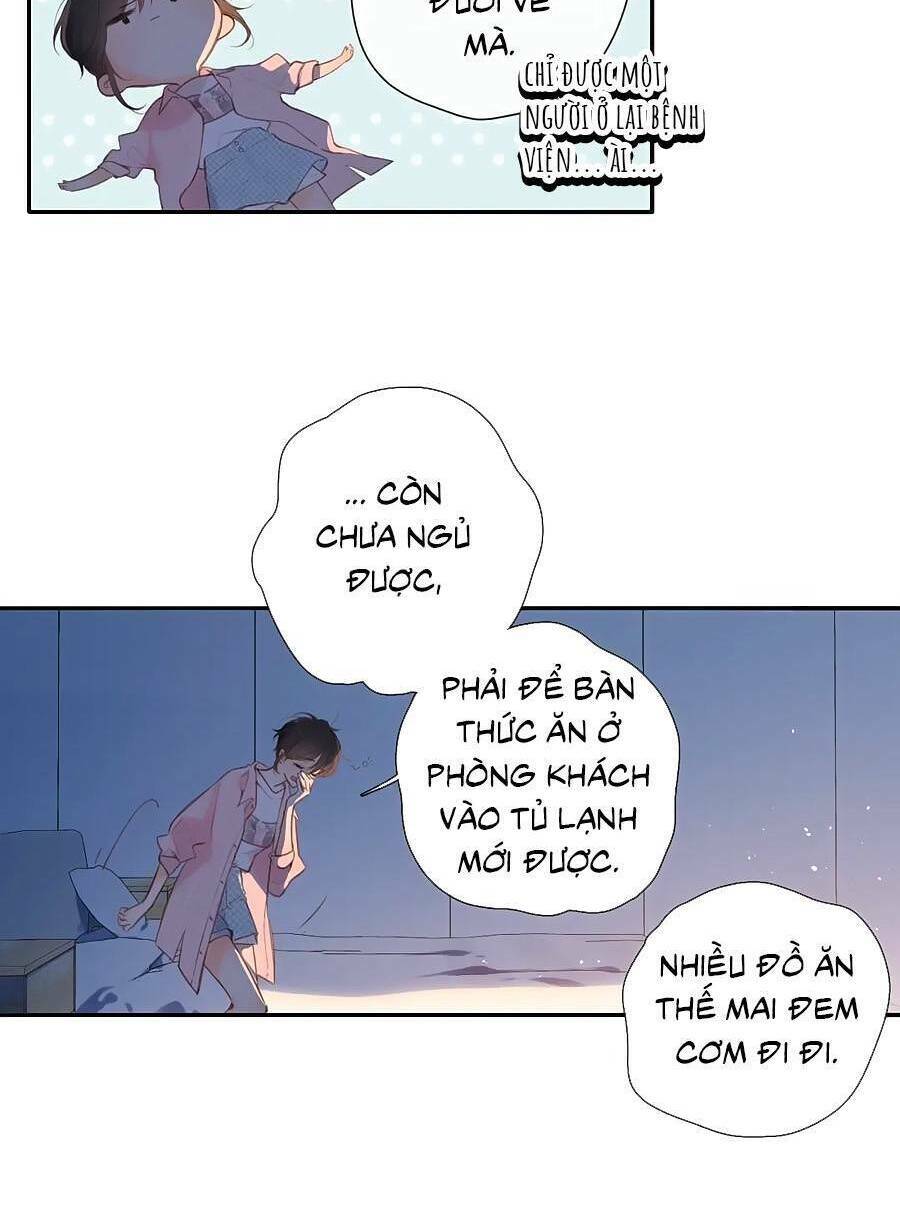 MÀ.
CHỈ ĐƯỢC MỘT
NGƯỜI Ở LẠI BỆNH
VIỆN... ÀI...
... CÒN
CHƯA NGỦ
ĐƯỢC,
PHẢI ĐỂ BÀN
THỨC ĂN Ở
PHÒNG KHÁCH
VÀO TỦ LẠNH
MỚI ĐƯỢC.
NHIỀU ĐỒ ĂN
THẾ MAI ĐEM
CƠM ĐI ĐI.